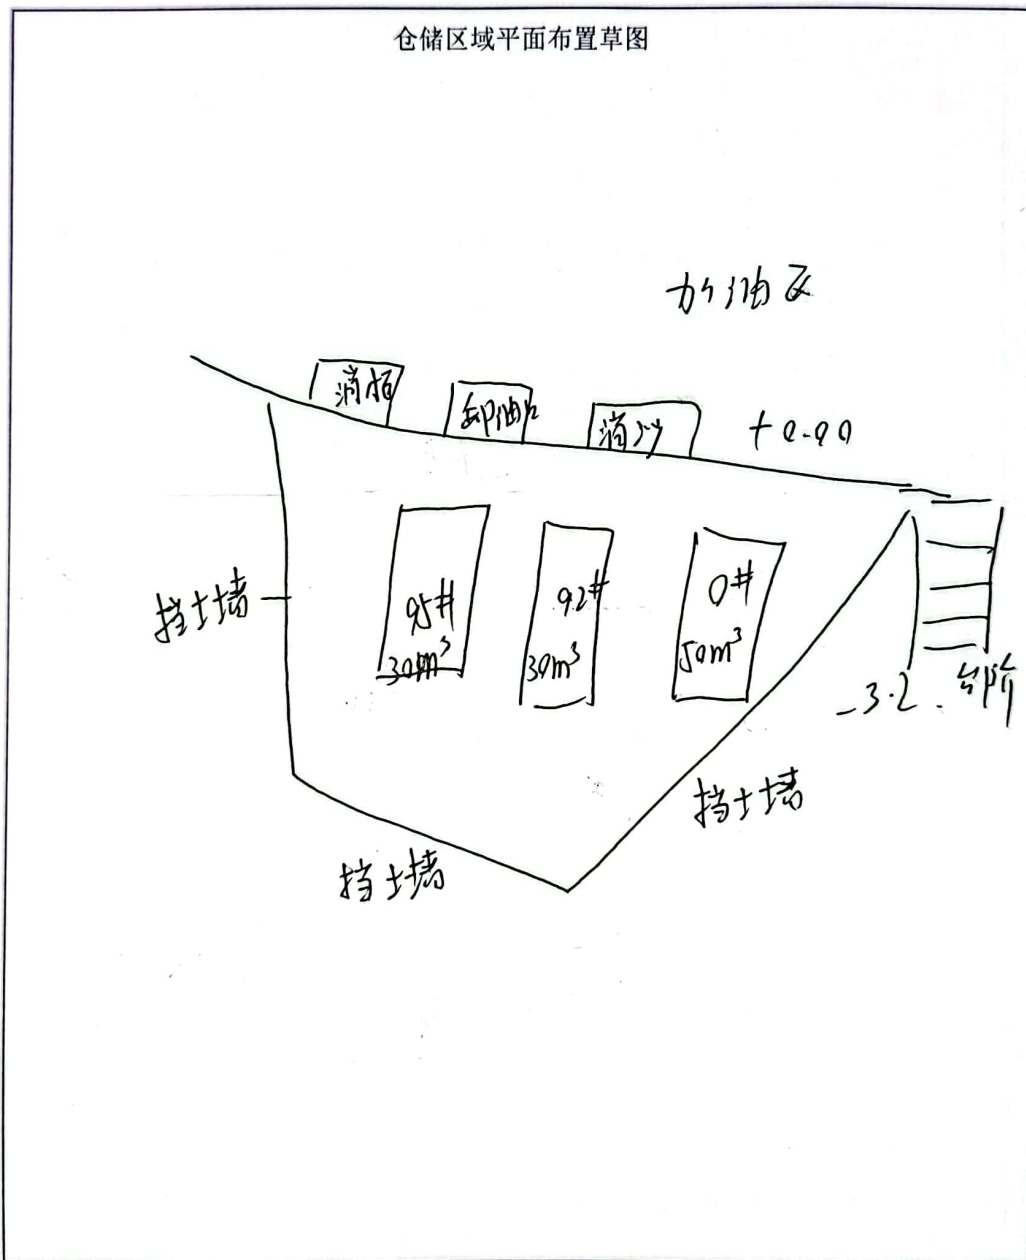 仓储区域平面布置草图
加油区
消柜
卸油口
消沙
+0.00
挡土墙
95#
30m³
92#
30m³
0#
50m³
-3.2
台阶
挡土墙
挡土墙